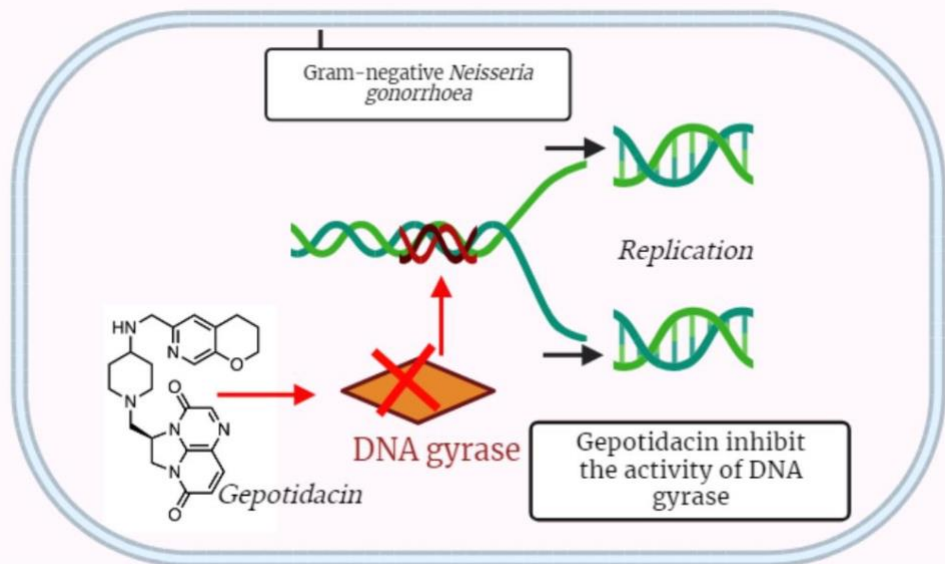 Gram-negative Neisseria
gonorrhoea
Replication
HN
N
O
N
O
N
N
N
O
DNA gyrase
Gepotidacin
Gepotidacin inhibit
the activity of DNA
gyrase